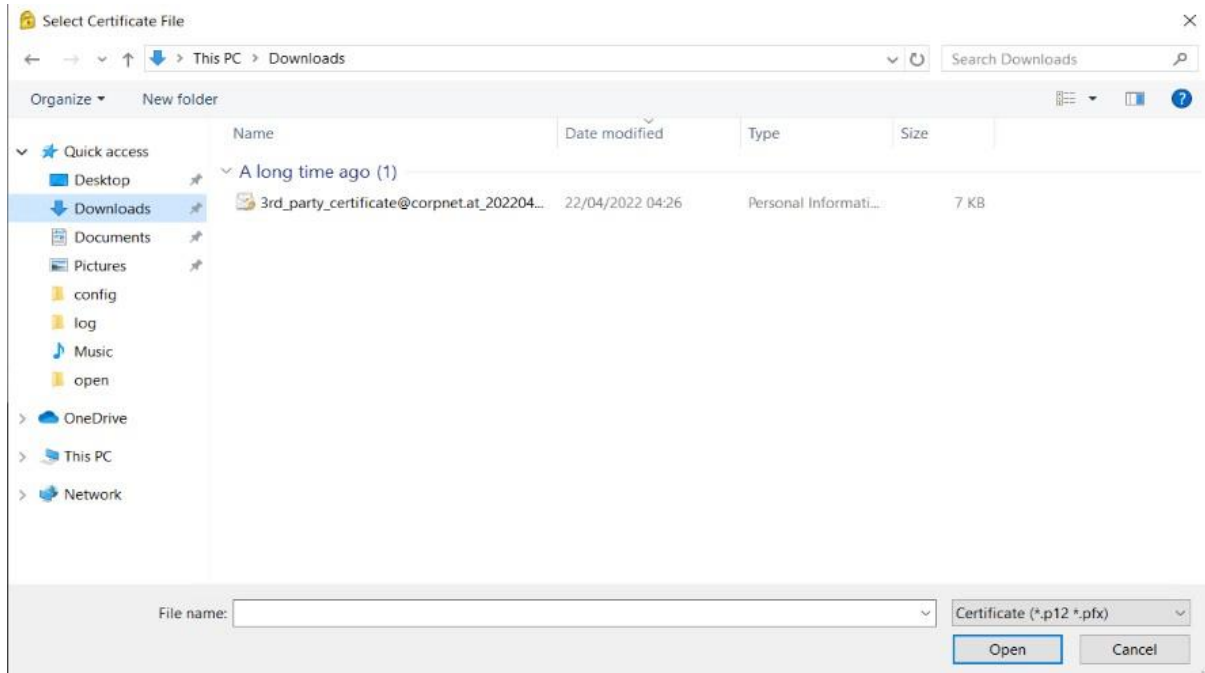 Select Certificate File
This PC > Downloads
Search Downloads
Organize
New folder
Name Date modified Type Size
Quick access
Desktop
Downloads
Documents
Pictures
config
log
Music
open
OneDrive
This PC
Network
A long time ago (1)
3rd_party_certificate@corpnet.at_202204... 22/04/2022 04:26 Personal Informati... 7 KB
File name:
Certificate (*.p12 *.pfx)
Open Cancel